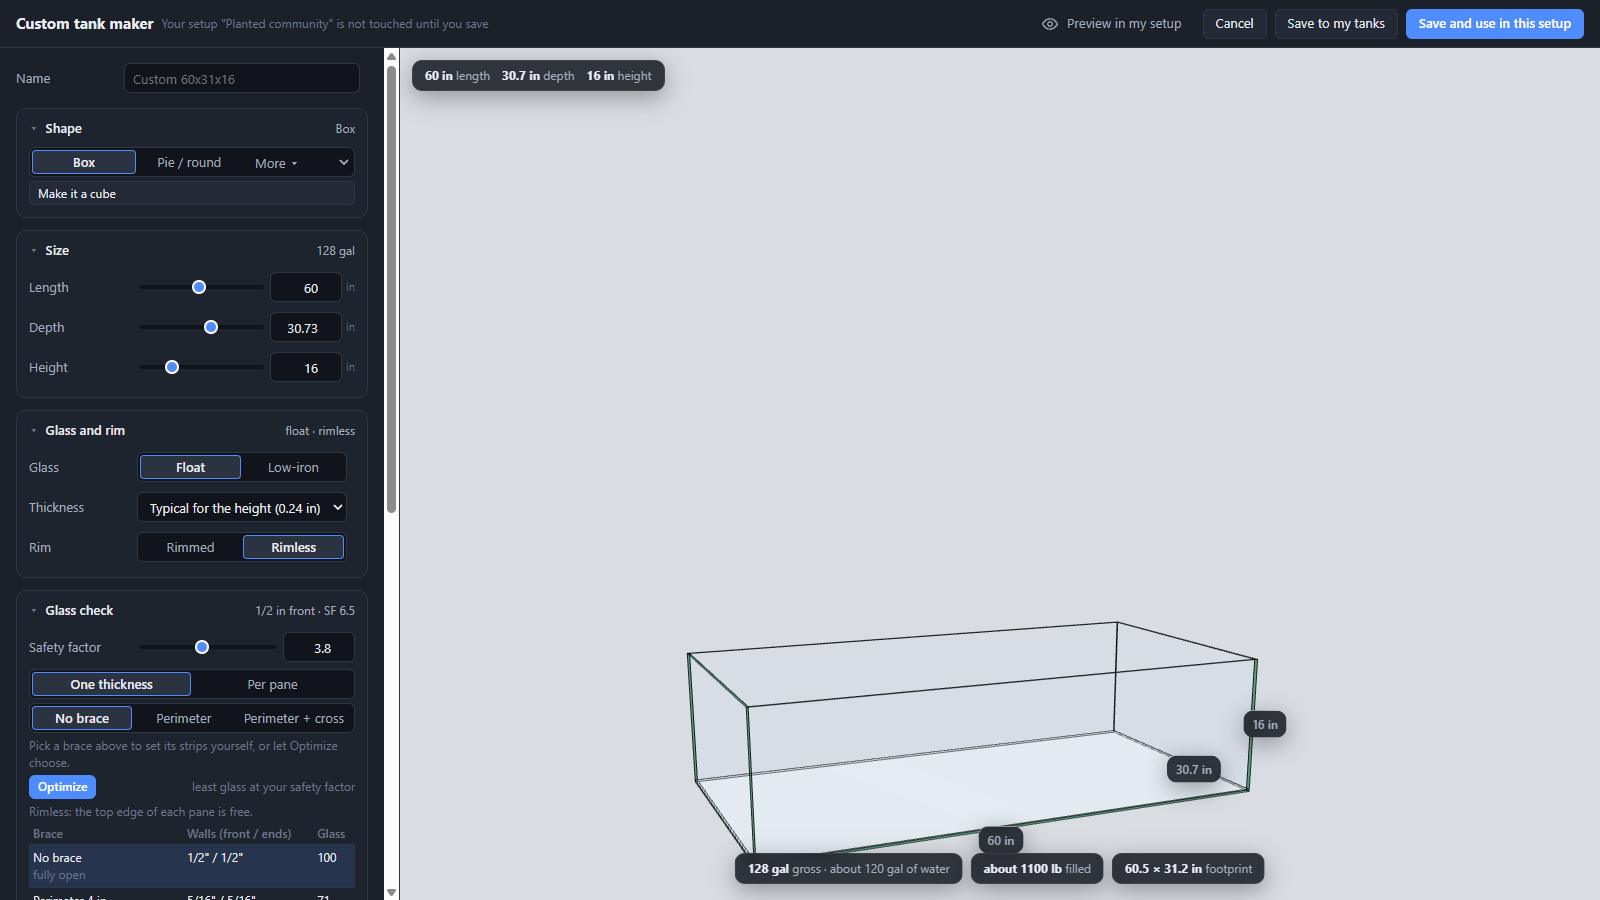 Custom tank maker Your setup "Planted community" is not touched until you save
Preview in my setup Cancel Save to my tanks Save and use in this setup
Name Custom 60x31x16
Shape Box
Box Pie / round More
Make it a cube
Size 128 gal
Length 60 in
Depth 30.73 in
Height 16 in
Glass and rim float · rimless
Glass Float Low-iron
Thickness Typical for the height (0.24 in)
Rim Rimmed Rimless
Glass check 1/2 in front · SF 6.5
Safety factor 3.8
One thickness Per pane
No brace Perimeter Perimeter + cross
Pick a brace above to set its strips yourself, or let Optimize
choose.
Optimize least glass at your safety factor
Rimless: the top edge of each pane is free.
Brace Walls (front / ends) Glass
No brace 1/2" / 1/2" 100
fully open
Perimeter 4 in 5/16" / 5/16" 71
60 in length 30.7 in depth 16 in height
16 in
30.7 in
60 in
128 gal gross · about 120 gal of water about 1100 lb filled 60.5 × 31.2 in footprint